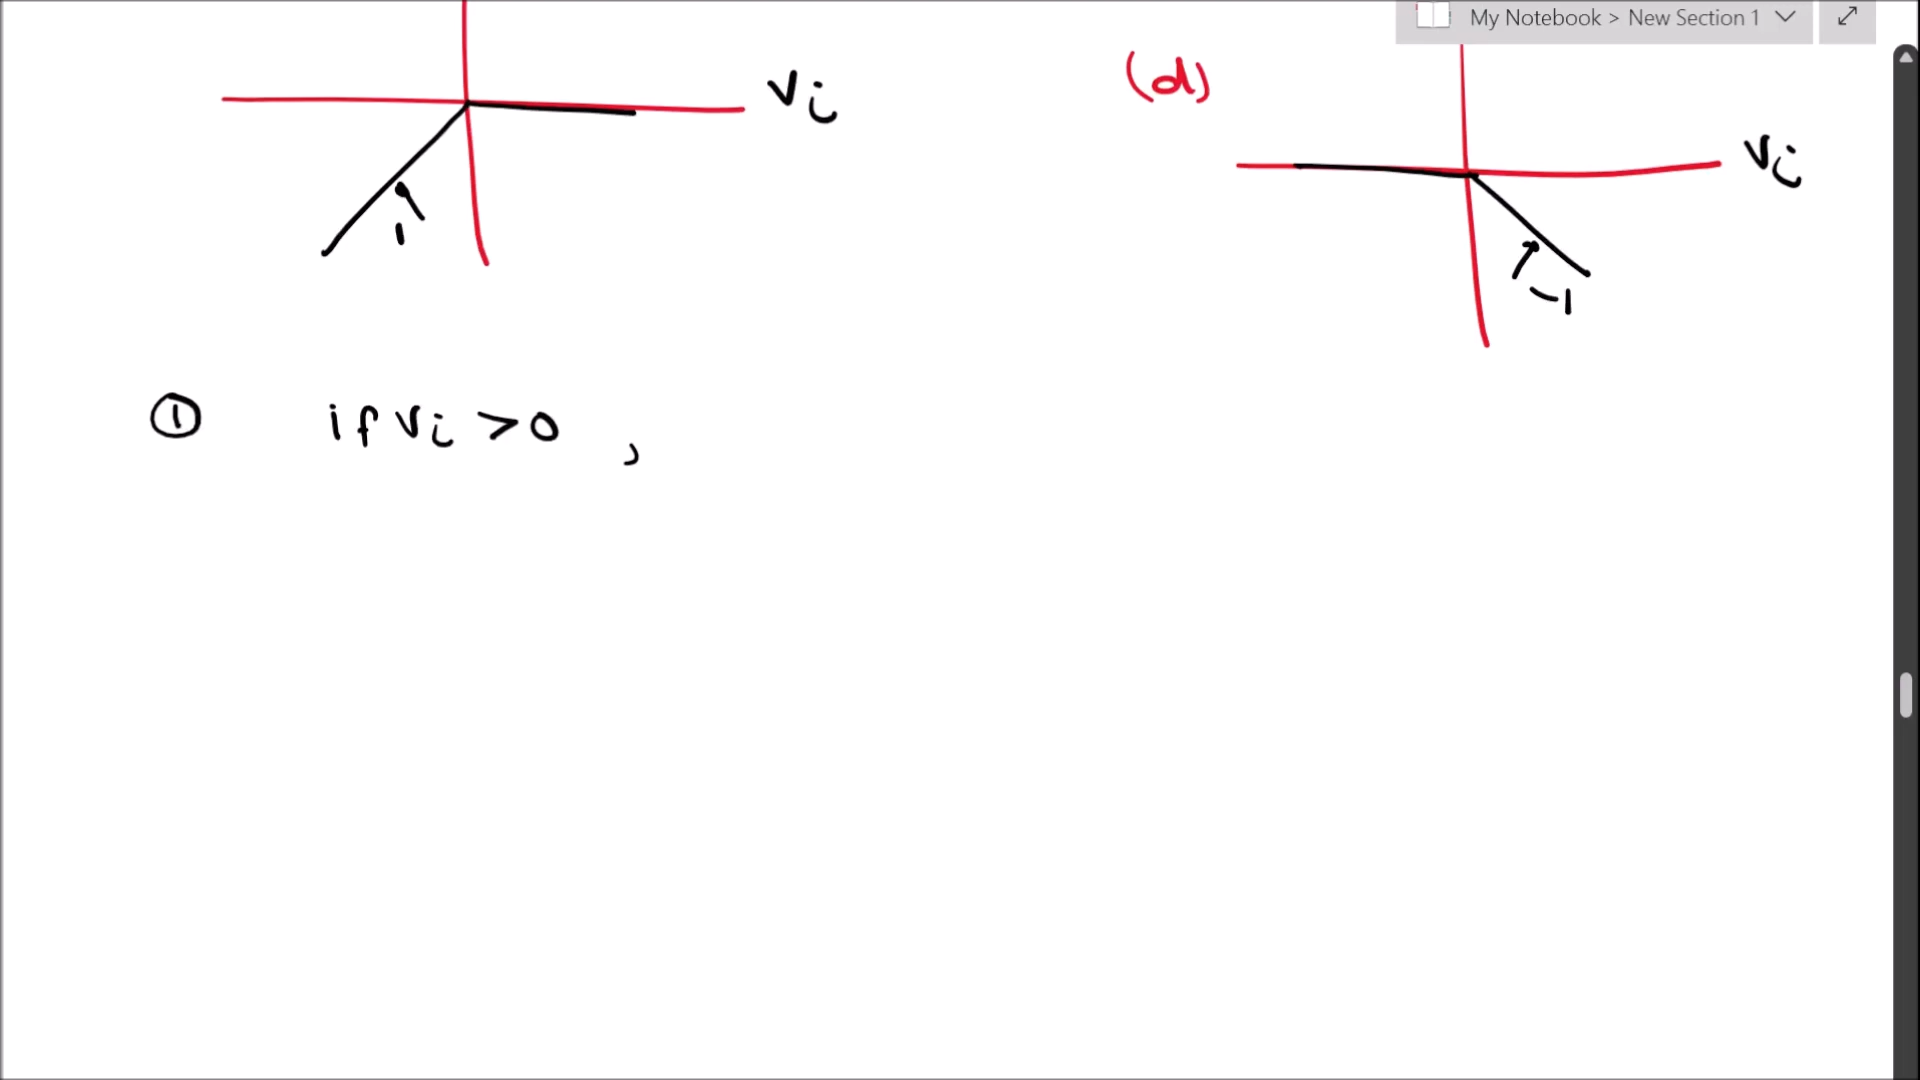 My Notebook > New Section 1
Vi
(d)
Vi
1
-1
① if Vi > 0 ,